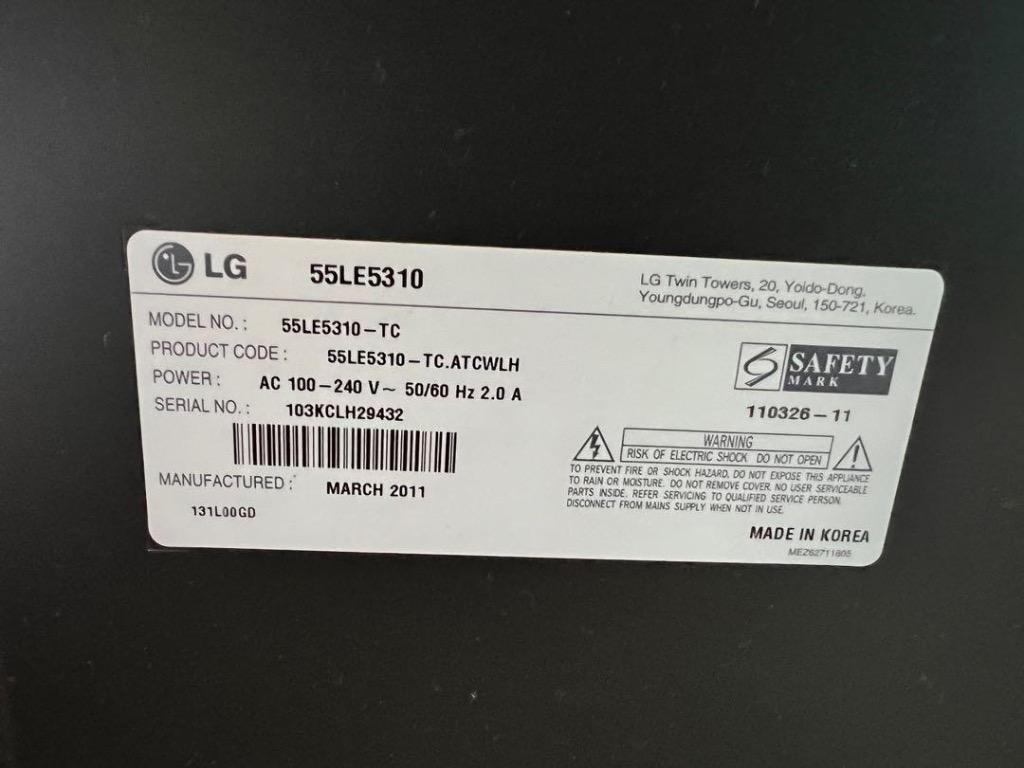 LG 55LE5310
LG Twin Towers, 20, Yoido-Dong,
Youngdungpo-Gu, Seoul, 150-721, Korea.
MODEL NO. : 55LE5310-TC
PRODUCT CODE : 55LE5310-TC.ATCWLH
POWER : AC 100-240 V~ 50/60 Hz 2.0 A
SERIAL NO. : 103KCLH29432
MANUFACTURED : MARCH 2011
131L00GD
SAFETY
MARK
110326-11
WARNING
RISK OF ELECTRIC SHOCK DO NOT OPEN
TO PREVENT FIRE OR SHOCK HAZARD, DO NOT EXPOSE THIS APPLIANCE
TO RAIN OR MOISTURE. DO NOT REMOVE COVER. NO USER SERVICEABLE
PARTS INSIDE. REFER SERVICING TO QUALIFIED SERVICE PERSON.
DISCONNECT FROM MAINS SUPPLY WHEN NOT IN USE.
MADE IN KOREA
MEZ62711805